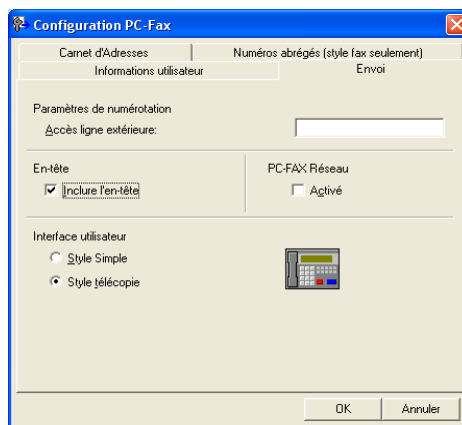 Configuration PC-Fax
Carnet d'Adresses
Numéros abrégés (style fax seulement)
Informations utilisateur
Envoi
Paramètres de numérotation
Accès ligne extérieure:
En-tête
PC-FAX Réseau
Inclure l'en-tête
Activé
Interface utilisateur
Style Simple
Style télécopie
OK
Annuler